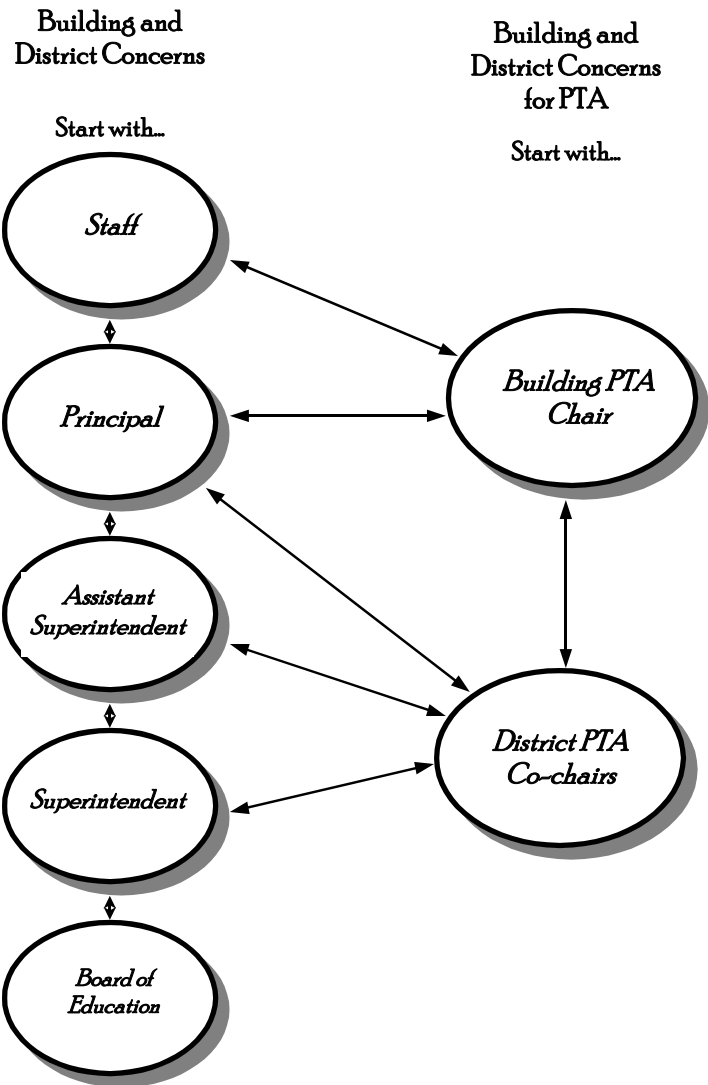 Building and
District Concerns
Start with...
Staff
Principal
Assistant
Superintendent
Superintendent
Board of
Education
Building and
District Concerns
for PTA
Start with...
Building PTA
Chair
District PTA
Co-chairs